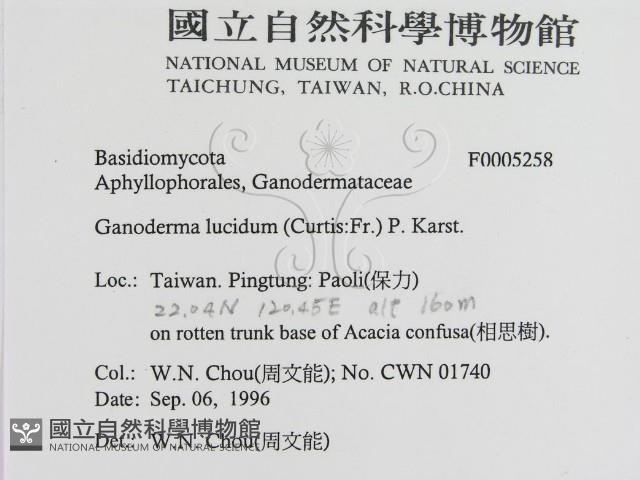 國立自然科學博物館
NATIONAL MUSEUM OF NATURAL SCIENCE
TAICHUNG, TAIWAN, R.O.CHINA
Basidiomycota F0005258
Aphyllophorales, Ganodermataceae
Ganoderma lucidum (Curtis:Fr.) P. Karst.
Loc.: Taiwan. Pingtung: Paoli(保力)
22.04N 120.45E alt 160m
on rotten trunk base of Acacia confusa(相思樹).
Col.: W.N. Chou(周文能); No. CWN 01740
Date: Sep. 06, 1996
Det.: W.N. Chou(周文能)
國立自然科學博物館
NATIONAL MUSEUM OF NATURAL SCIENCE